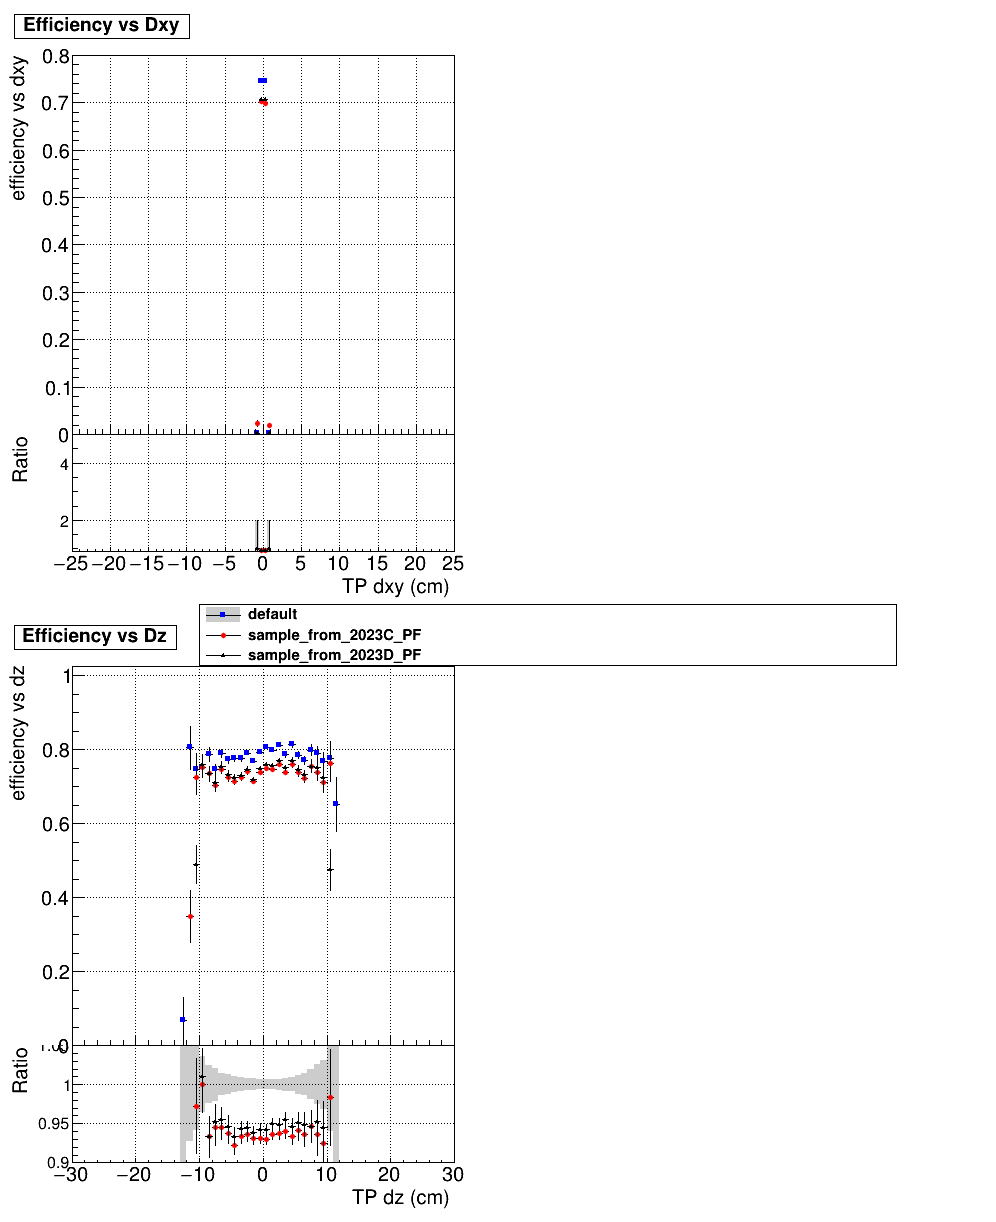 Efficiency vs Dxy
efficiency vs dxy
0.8
0.7
0.6
0.5
0.4
0.3
0.2
0.1
0
Ratio
4
2
−25 −20 −15 −10 −5 0 5 10 15 20 25
TP dxy (cm)
default
sample_from_2023C_PF
sample_from_2023D_PF
Efficiency vs Dz
efficiency vs dz
1
0.8
0.6
0.4
0.2
0
Ratio
1
0.95
0.9
−30 −20 −10 0 10 20 30
TP dz (cm)